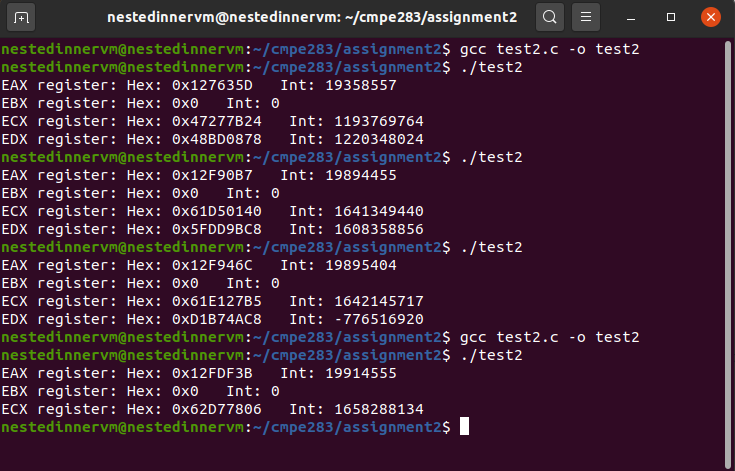 nestedinnervm@nestedinnervm: ~/cmpe283/assignment2
nestedinnervm@nestedinnervm:~/cmpe283/assignment2$ gcc test2.c -o test2
nestedinnervm@nestedinnervm:~/cmpe283/assignment2$ ./test2
EAX register: Hex: 0x127635D   Int: 19358557
EBX register: Hex: 0x0   Int: 0
ECX register: Hex: 0x47277B24   Int: 1193769764
EDX register: Hex: 0x48BD0878   Int: 1220348024
nestedinnervm@nestedinnervm:~/cmpe283/assignment2$ ./test2
EAX register: Hex: 0x12F90B7   Int: 19894455
EBX register: Hex: 0x0   Int: 0
ECX register: Hex: 0x61D50140   Int: 1641349440
EDX register: Hex: 0x5FDD9BC8   Int: 1608358856
nestedinnervm@nestedinnervm:~/cmpe283/assignment2$ ./test2
EAX register: Hex: 0x12F946C   Int: 19895404
EBX register: Hex: 0x0   Int: 0
ECX register: Hex: 0x61E127B5   Int: 1642145717
EDX register: Hex: 0xD1B74AC8   Int: -776516920
nestedinnervm@nestedinnervm:~/cmpe283/assignment2$ gcc test2.c -o test2
nestedinnervm@nestedinnervm:~/cmpe283/assignment2$ ./test2
EAX register: Hex: 0x12FDF3B   Int: 19914555
EBX register: Hex: 0x0   Int: 0
ECX register: Hex: 0x62D77806   Int: 1658288134
nestedinnervm@nestedinnervm:~/cmpe283/assignment2$